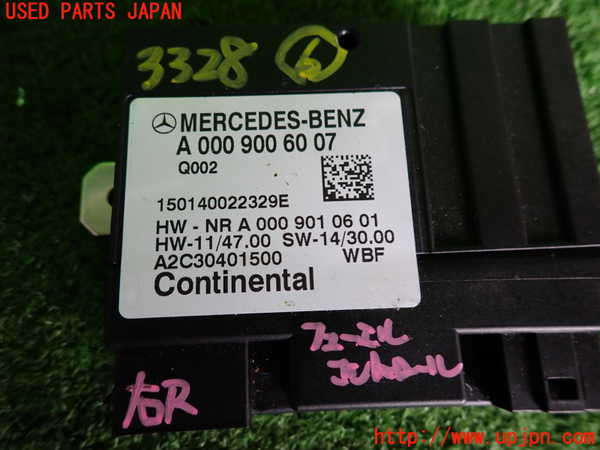 USED PARTS JAPAN
3328 6
MERCEDES-BENZ
A 000 900 60 07
Q002
150140022329E
HW - NR A 000 901 06 01
HW-11/47.00 SW-14/30.00
A2C30401500 WBF
Continental
フューエル
コントロール
右R
http://www.upjpn.com/